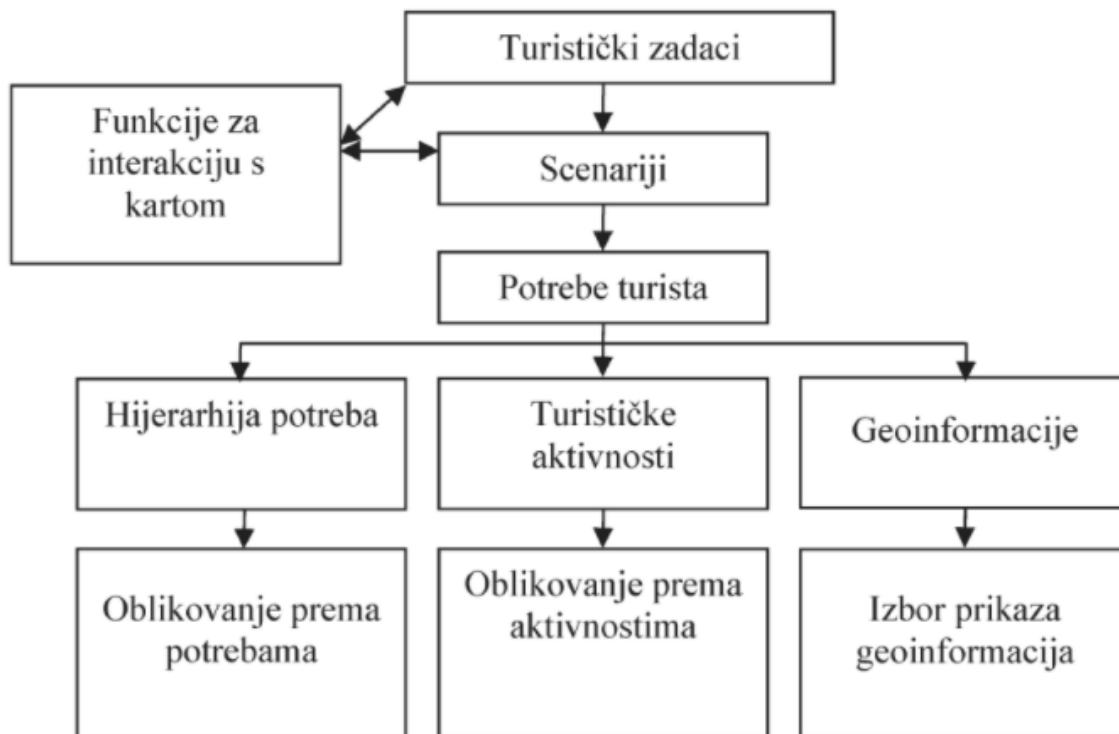 Turistički zadaci
Funkcije za
interakciju s
kartom
Scenariji
Potrebe turista
Hijerarhija potreba
Turističke
aktivnosti
Geoinformacije
Oblikovanje prema
potrebama
Oblikovanje prema
aktivnostima
Izbor prikaza
geoinformacija